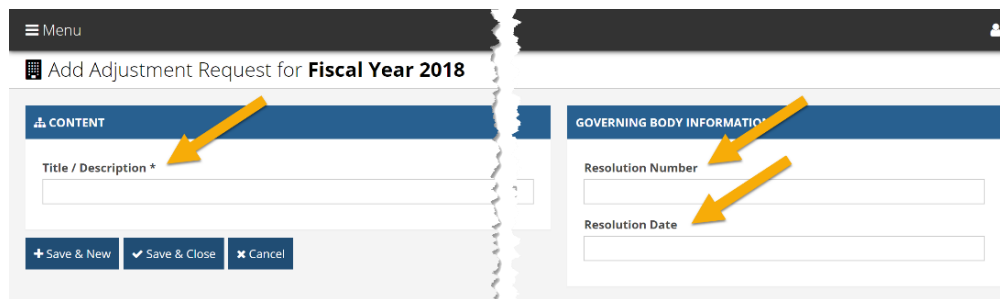 Menu
Add Adjustment Request for Fiscal Year 2018
CONTENT
Title / Description *
Save & New
Save & Close
Cancel
GOVERNING BODY INFORMATION
Resolution Number
Resolution Date